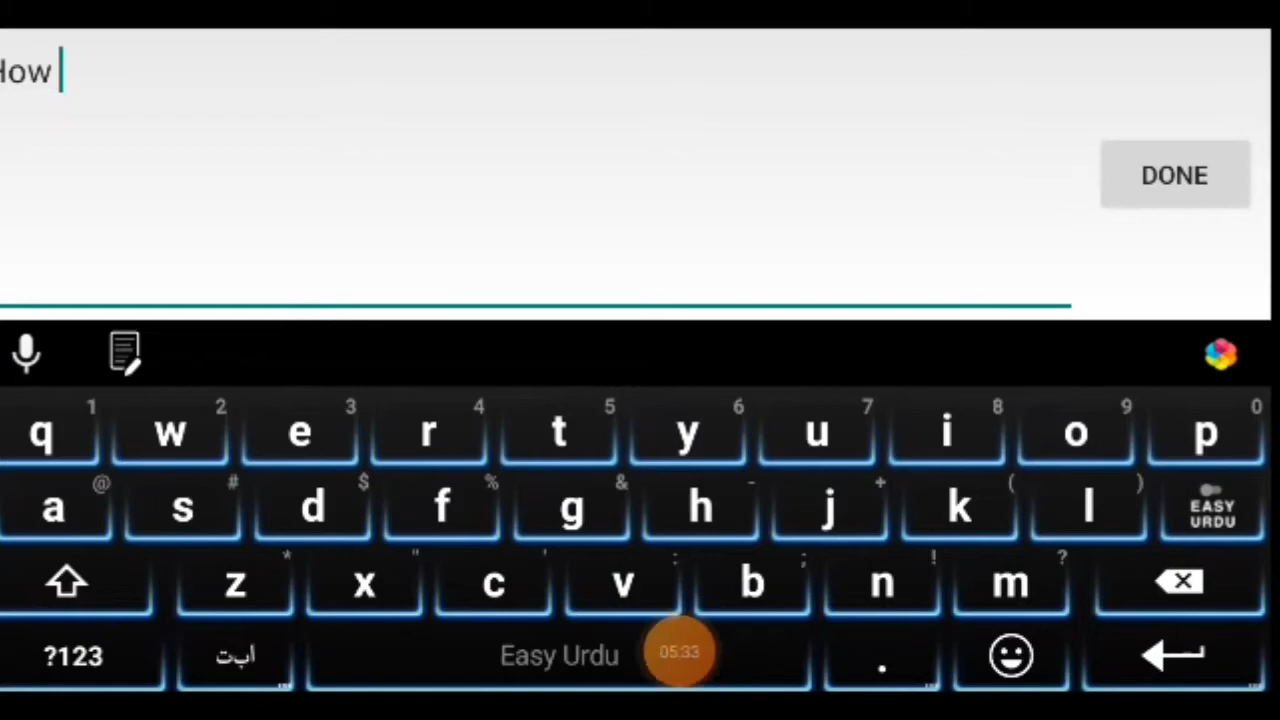 How
DONE
1 2 3 4 5 6 7 8 9 0
q w e r t y u i o p
@ # $ % & - + ( )
a s d f g h j k l EASY URDU
* " ' : ; ! ?
z x c v b n m
?123 ابت Easy Urdu 05:33 .